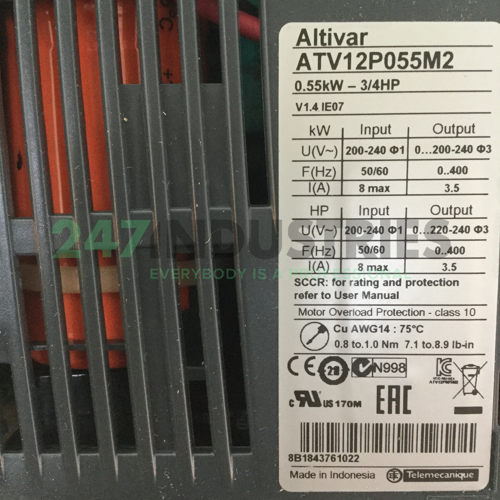 Altivar
ATV12P055M2
0.55kW – 3/4HP
V1.4 IE07
kW Input Output
U(V~) 200-240 Φ1 0...200-240 Φ3
F(Hz) 50/60 0..400
I(A) 8 max 3.5
HP Input Output
U(V~) 200-240 Φ1 0...220-240 Φ3
F(Hz) 50/60 0..400
I(A) 8 max 3.5
247 INDUSTRIES
EVERYBODY IS A
SCCR: for rating and protection
refer to User Manual
Motor Overload Protection - class 10
Cu AWG14 : 75°C
0.8 to 1.0 Nm 7.1 to 8.9 lb-in
CE N998
c US 170M EAC
8B1843761022
Made in Indonesia Telemecanique